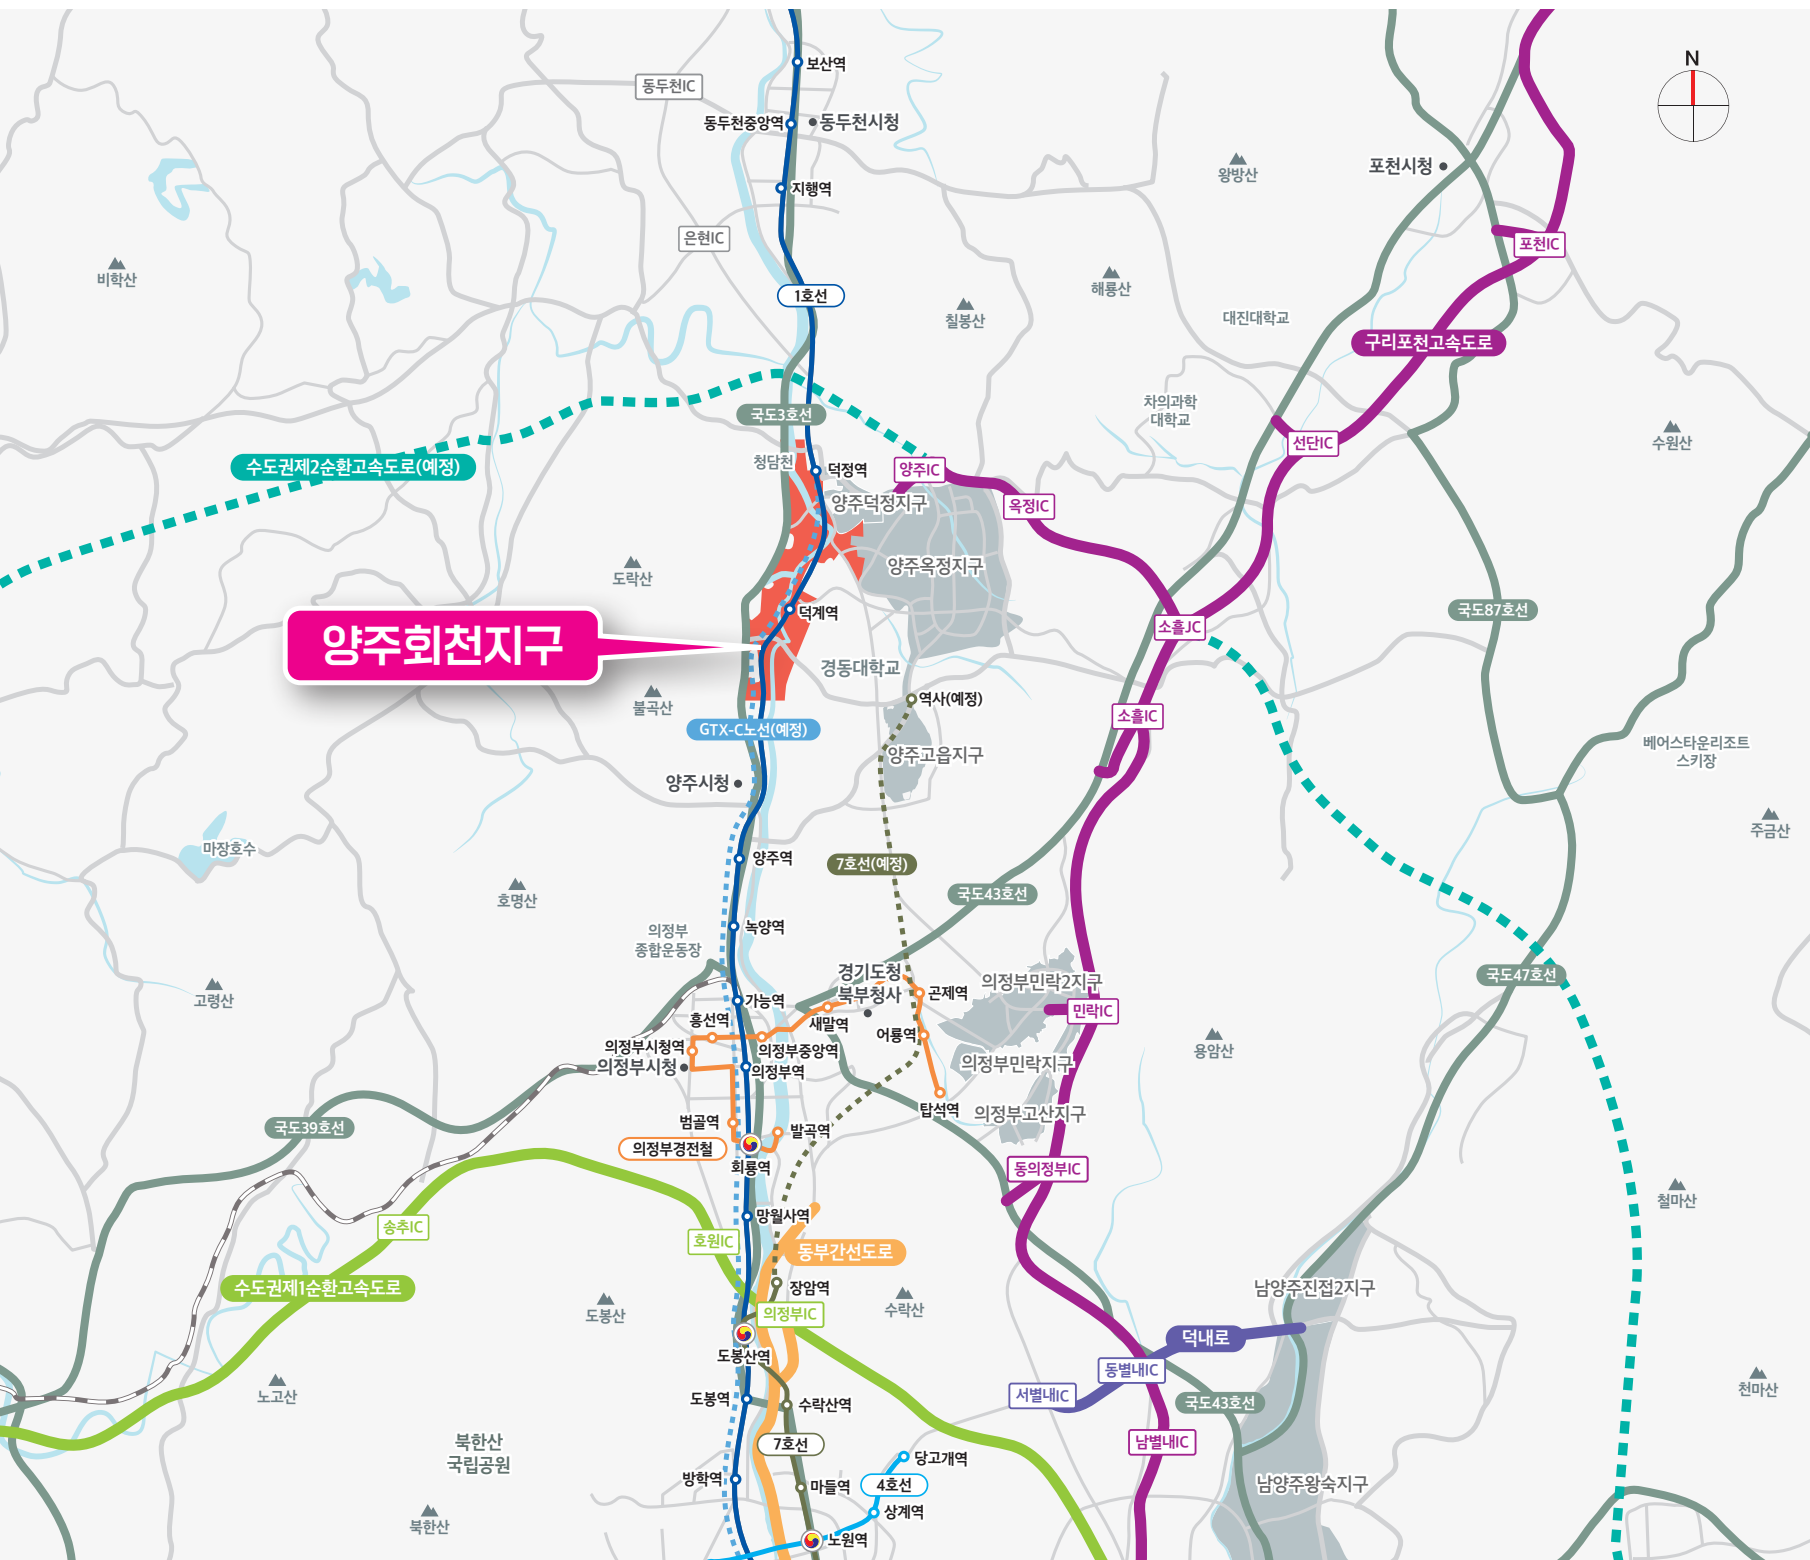 N
보산역
동두천IC
동두천중앙역
동두천시청
포천시청
왕방산
지행역
은현IC
포천IC
비학산
해룡산
1호선
칠봉산
대진대학교
구리포천고속도로
차의과학
대학교
국도3호선
선단IC
수원산
수도권제2순환고속도로(예정)
청담천
덕정역
양주IC
양주덕정지구
옥정IC
양주옥정지구
도락산
덕계역
국도87호선
소흘JC
양주회천지구
경동대학교
불곡산
역사(예정)
소흘IC
GTX-C노선(예정)
양주고읍지구
베어스타운리조트
스키장
양주시청
주금산
마장호수
양주역
7호선(예정)
호명산
국도43호선
녹양역
의정부
종합운동장
경기도청
북부청사
국도47호선
의정부민락2지구
고령산
가능역
곤제역
민락IC
흥선역
새말역
어룡역
의정부시청역
의정부중앙역
용암산
의정부시청
의정부역
의정부민락지구
탑석역
의정부고산지구
국도39호선
범골역
발곡역
의정부경전철
회룡역
동의정부IC
철마산
송추IC
망월사역
호원IC
동부간선도로
수도권제1순환고속도로
장암역
남양주진접2지구
도봉산
수락산
의정부IC
덕내로
도봉산역
동별내IC
노고산
서별내IC
천마산
도봉역
수락산역
국도43호선
북한산
국립공원
7호선
남별내IC
당고개역
방학역
마들역
4호선
남양주왕숙지구
상계역
북한산
노원역